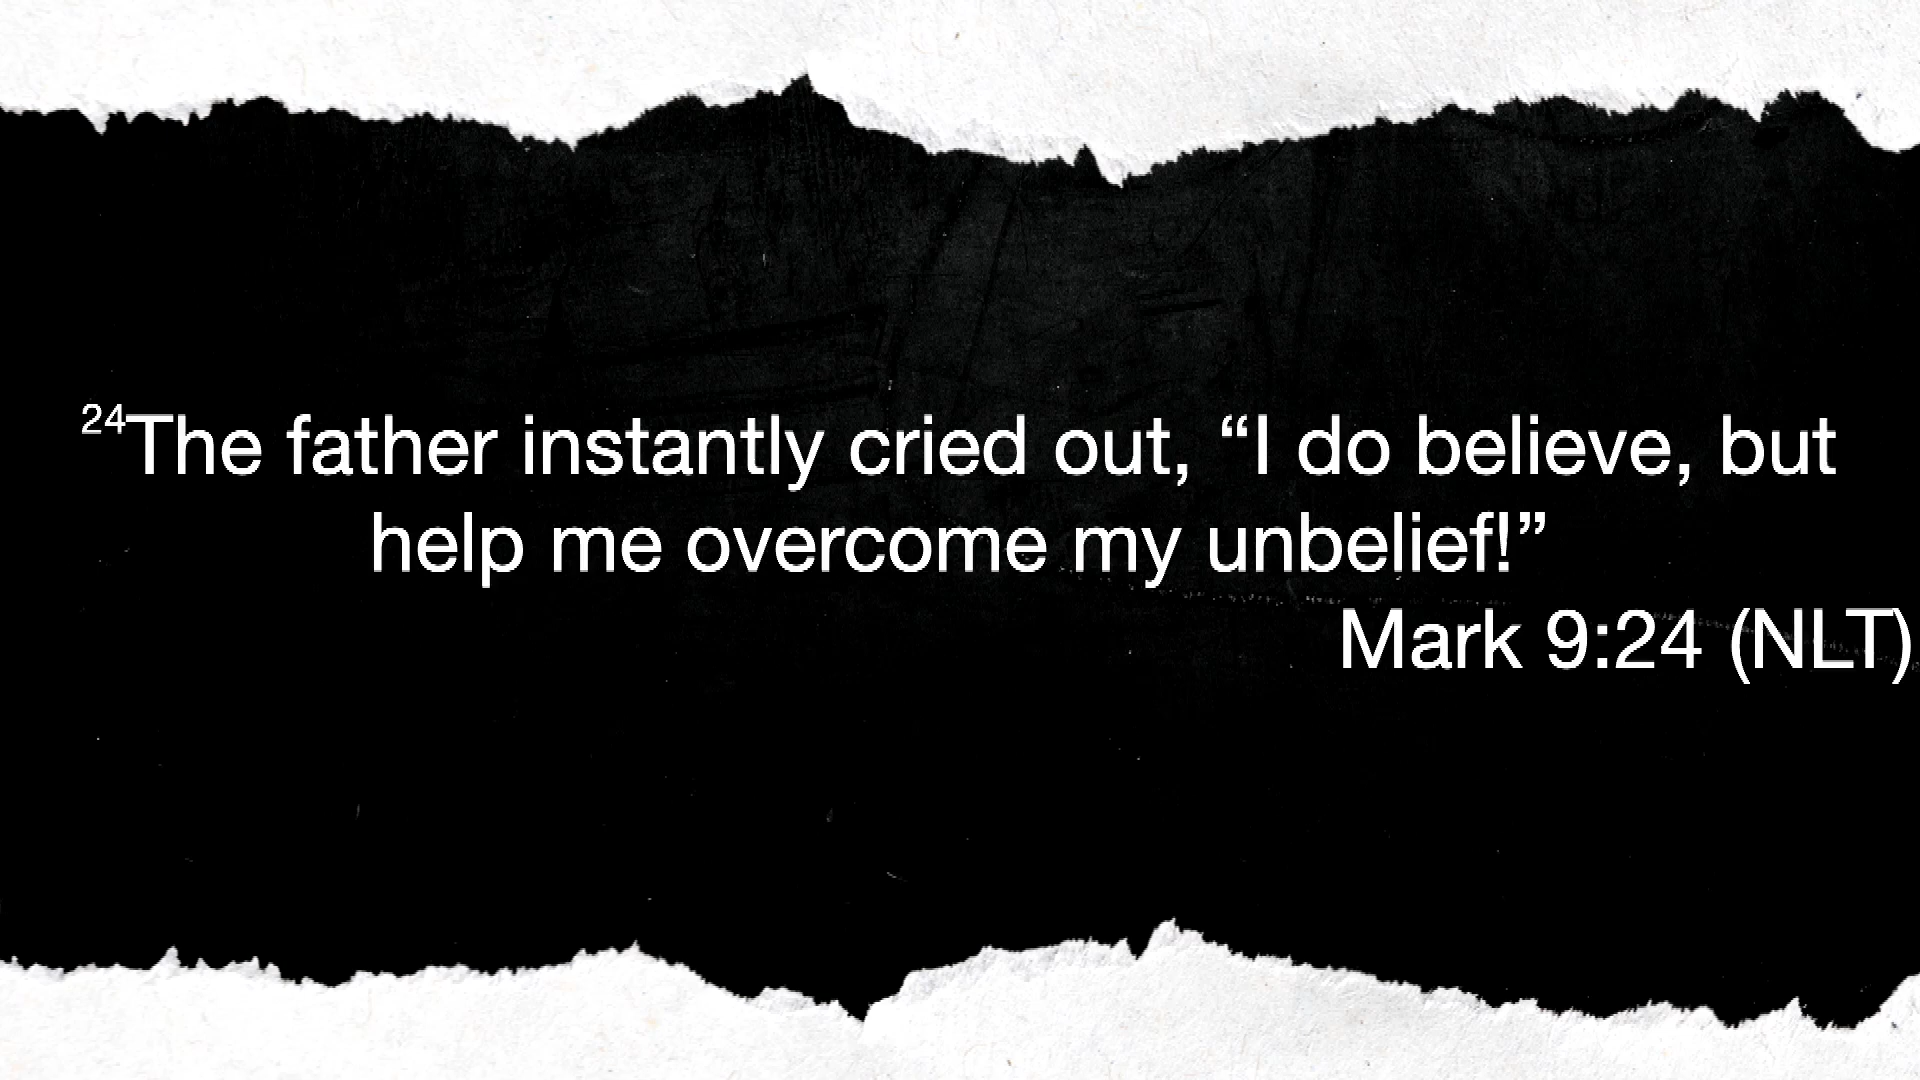 ²⁴The father instantly cried out, “I do believe, but
help me overcome my unbelief!”
Mark 9:24 (NLT)